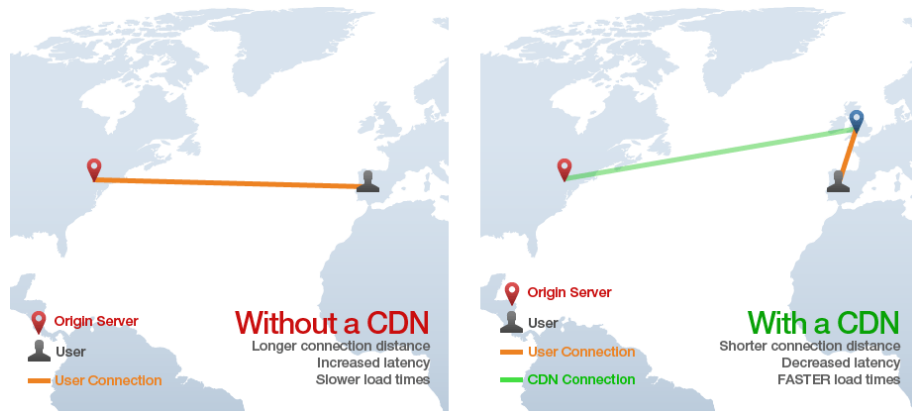 Without a CDN
Longer connection distance
Increased latency
Slower load times
Origin Server
User
User Connection
With a CDN
Shorter connection distance
Decreased latency
FASTER load times
Origin Server
User
User Connection
CDN Connection